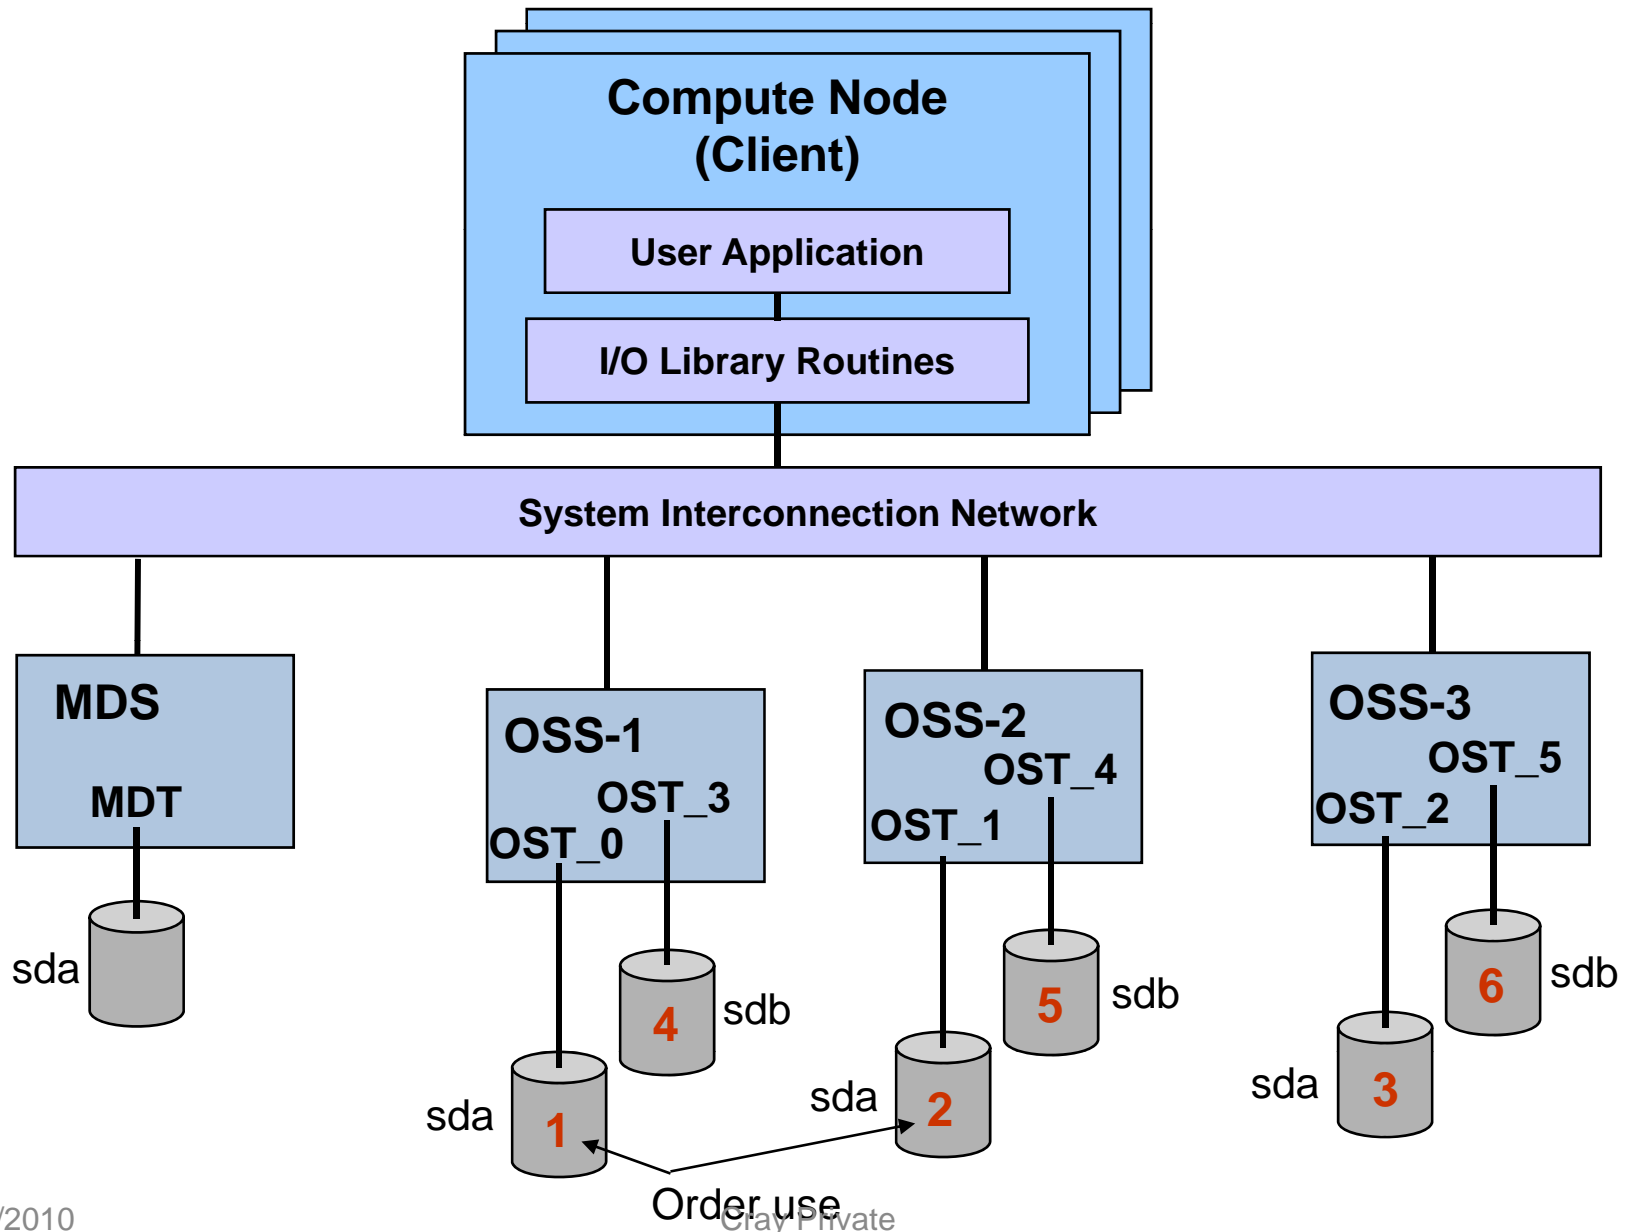 Compute Node
(Client)
User Application
I/O Library Routines
System Interconnection Network
MDS
MDT
sda
OSS-1
OST_3
OST_0
4
sdb
sda
1
OSS-2
OST_4
OST_1
5
sdb
sda
2
OSS-3
OST_5
OST_2
6
sdb
sda
3
Order use
/2010
Cray Private